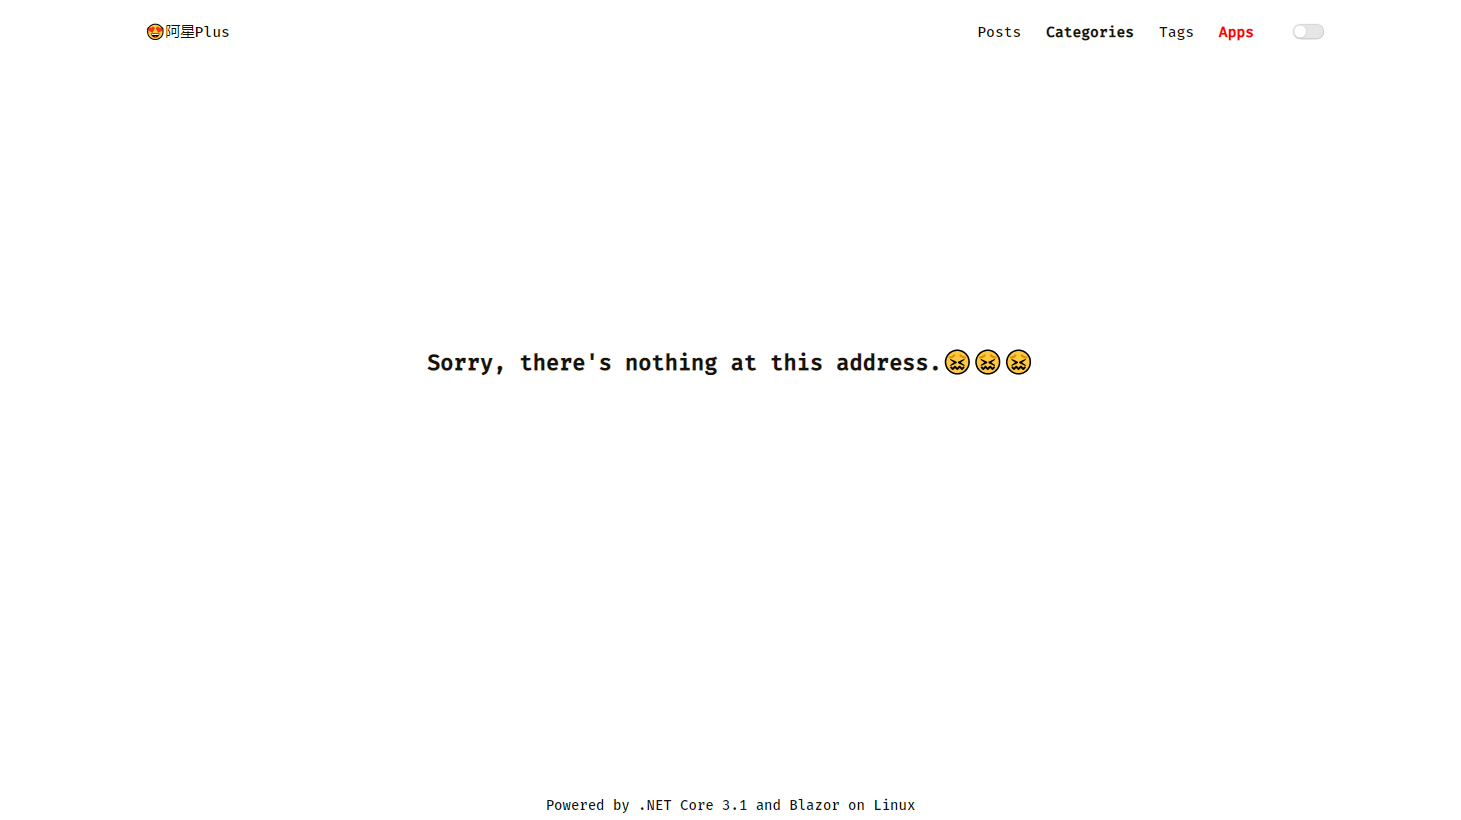 😍阿星Plus
Posts Categories Tags Apps
Sorry, there's nothing at this address.😖😖😖
Powered by .NET Core 3.1 and Blazor on Linux